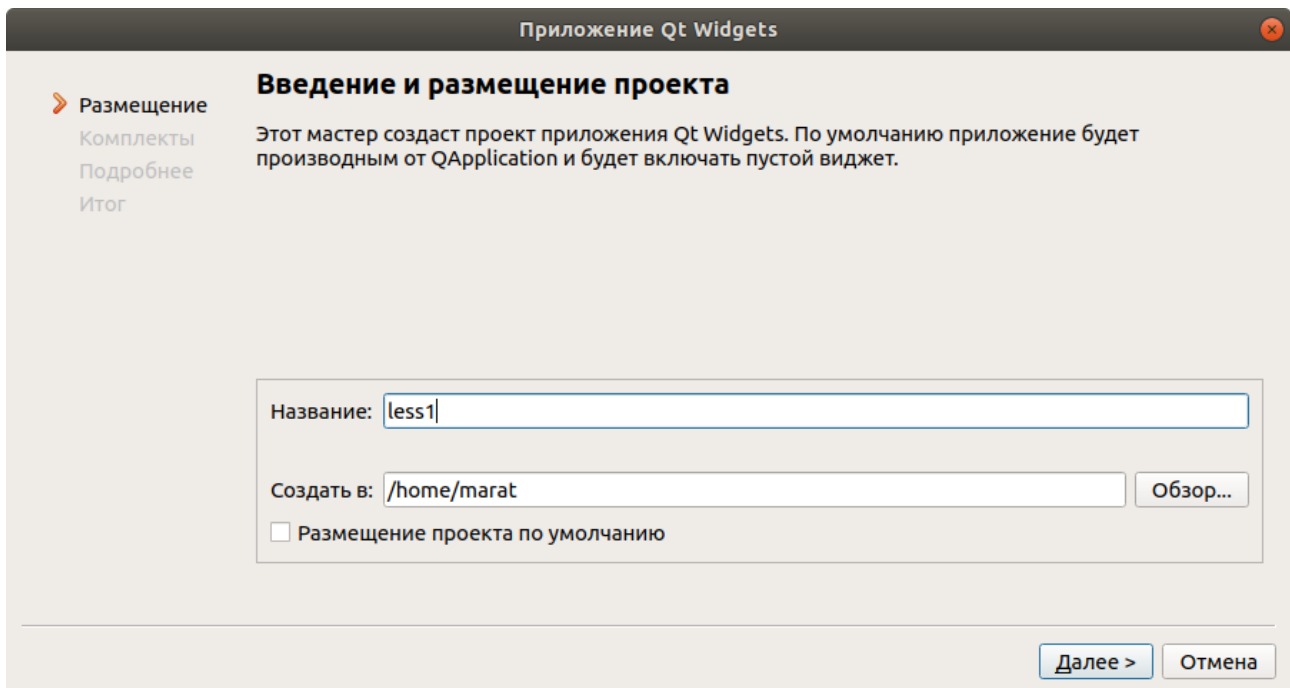 Приложение Qt Widgets
Размещение
Комплекты
Подробнее
Итог
Введение и размещение проекта
Этот мастер создаст проект приложения Qt Widgets. По умолчанию приложение будет
производным от QApplication и будет включать пустой виджет.
Название: less1
Создать в: /home/marat Обзор...
Размещение проекта по умолчанию
Далее > Отмена